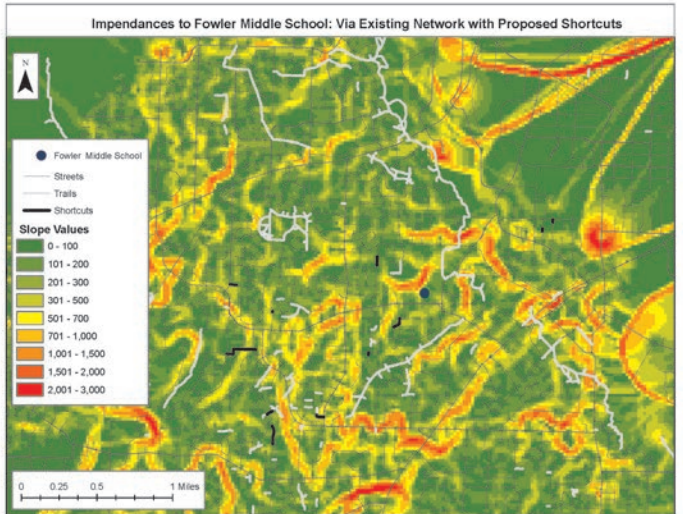 Impendances to Fowler Middle School: Via Existing Network with Proposed Shortcuts
N
Fowler Middle School
Streets
Trails
Shortcuts
Slope Values
0 - 100
101 - 200
201 - 300
301 - 500
501 - 700
701 - 1,000
1,001 - 1,500
1,501 - 2,000
2,001 - 3,000
0 0.25 0.5 1 Miles